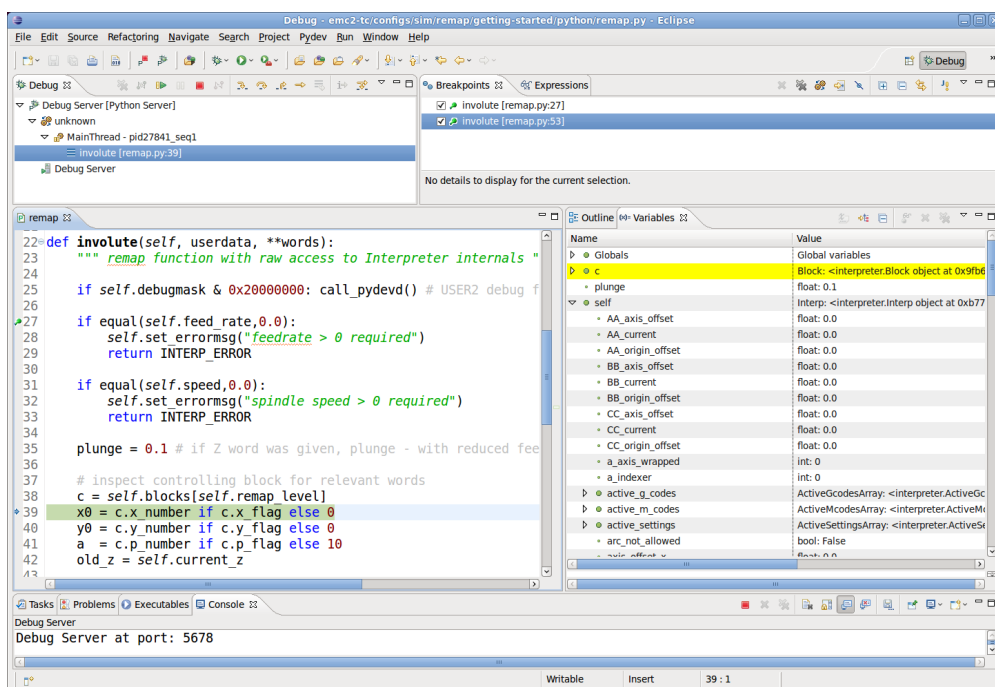 Debug - emc2-tc/configs/sim/remap/getting-started/python/remap.py - Eclipse
File Edit Source Refactoring Navigate Search Project Pydev Run Window Help
Debug
Debug
Debug Server [Python Server]
unknown
MainThread - pid27841_seq1
involute [remap.py:39]
Debug Server
Breakpoints Expressions
involute [remap.py:27]
involute [remap.py:53]
No details to display for the current selection.
remap
22 def involute(self, userdata, **words):
23 """ remap function with raw access to Interpreter internals "
24
25 if self.debugmask & 0x20000000: call_pydevd() # USER2 debug f
26
27 if equal(self.feed_rate,0.0):
28 self.set_errormsg("feedrate > 0 required")
29 return INTERP_ERROR
30
31 if equal(self.speed,0.0):
32 self.set_errormsg("spindle speed > 0 required")
33 return INTERP_ERROR
34
35 plunge = 0.1 # if Z word was given, plunge - with reduced fee
36
37 # inspect controlling block for relevant words
38 c = self.blocks[self.remap_level]
39 x0 = c.x_number if c.x_flag else 0
40 y0 = c.y_number if c.y_flag else 0
41 a = c.p_number if c.p_flag else 10
42 old_z = self.current_z
43
Outline Variables
Name Value
Globals Global variables
c Block: <interpreter.Block object at 0x9fb6
plunge float: 0.1
self Interp: <interpreter.Interp object at 0xb77
AA_axis_offset float: 0.0
AA_current float: 0.0
AA_origin_offset float: 0.0
BB_axis_offset float: 0.0
BB_current float: 0.0
BB_origin_offset float: 0.0
CC_axis_offset float: 0.0
CC_current float: 0.0
CC_origin_offset float: 0.0
a_axis_wrapped int: 0
a_indexer int: 0
active_g_codes ActiveGcodesArray: <interpreter.ActiveGc
active_m_codes ActiveMcodesArray: <interpreter.ActiveMc
active_settings ActiveSettingsArray: <interpreter.ActiveSe
arc_not_allowed bool: False
axis_offset_x float: 0.0
Tasks Problems Executables Console
Debug Server
Debug Server at port: 5678
Writable Insert 39 : 1